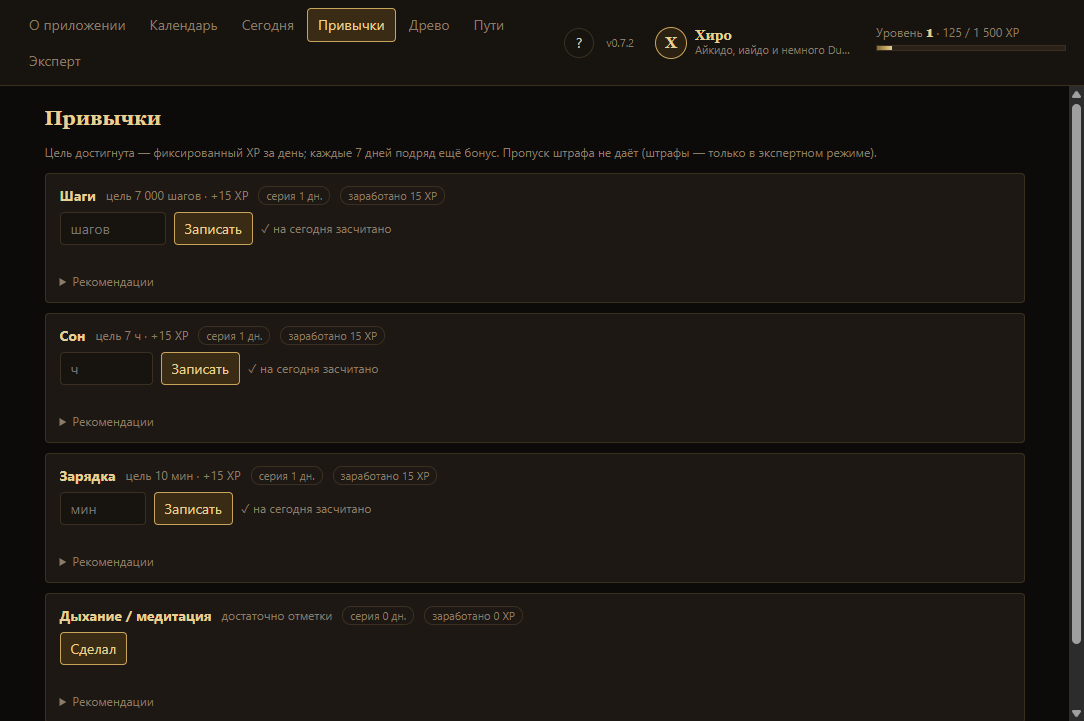 О приложении Календарь Сегодня Привычки Древо Пути
Эксперт
? v0.7.2
Х Хиро
Айкидо, иайдо и немного Du...
Уровень 1 · 125 / 1 500 XP
Привычки
Цель достигнута — фиксированный XP за день; каждые 7 дней подряд ещё бонус. Пропуск штрафа не даёт (штрафы — только в экспертном режиме).
Шаги цель 7 000 шагов · +15 XP серия 1 дн. заработано 15 XP
шагов Записать ✓ на сегодня засчитано
▶ Рекомендации
Сон цель 7 ч · +15 XP серия 1 дн. заработано 15 XP
ч Записать ✓ на сегодня засчитано
▶ Рекомендации
Зарядка цель 10 мин · +15 XP серия 1 дн. заработано 15 XP
мин Записать ✓ на сегодня засчитано
▶ Рекомендации
Дыхание / медитация достаточно отметки серия 0 дн. заработано 0 XP
Сделал
▶ Рекомендации